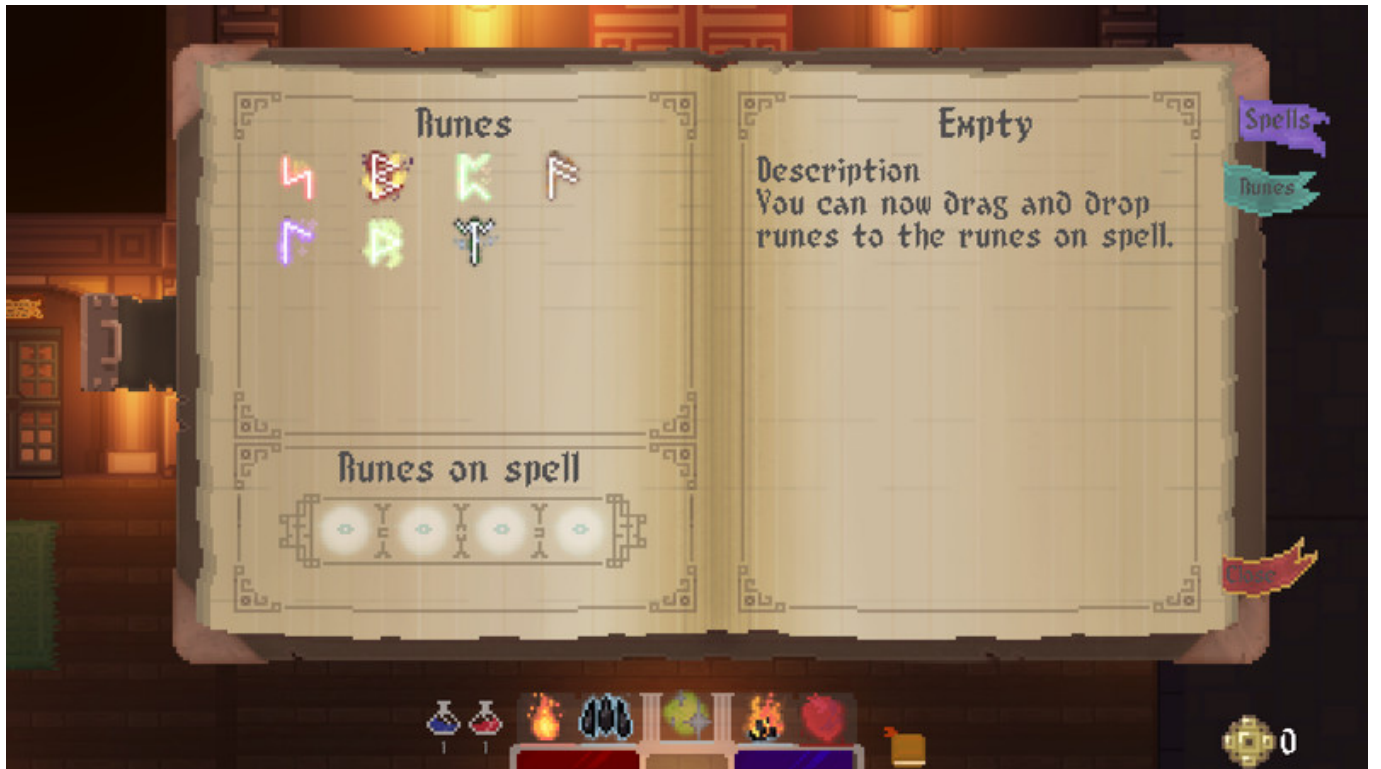 Runes
Runes on spell
Empty
Description
You can now drag and drop
runes to the runes on spell.
Spells
Runes
Close
1
1
0